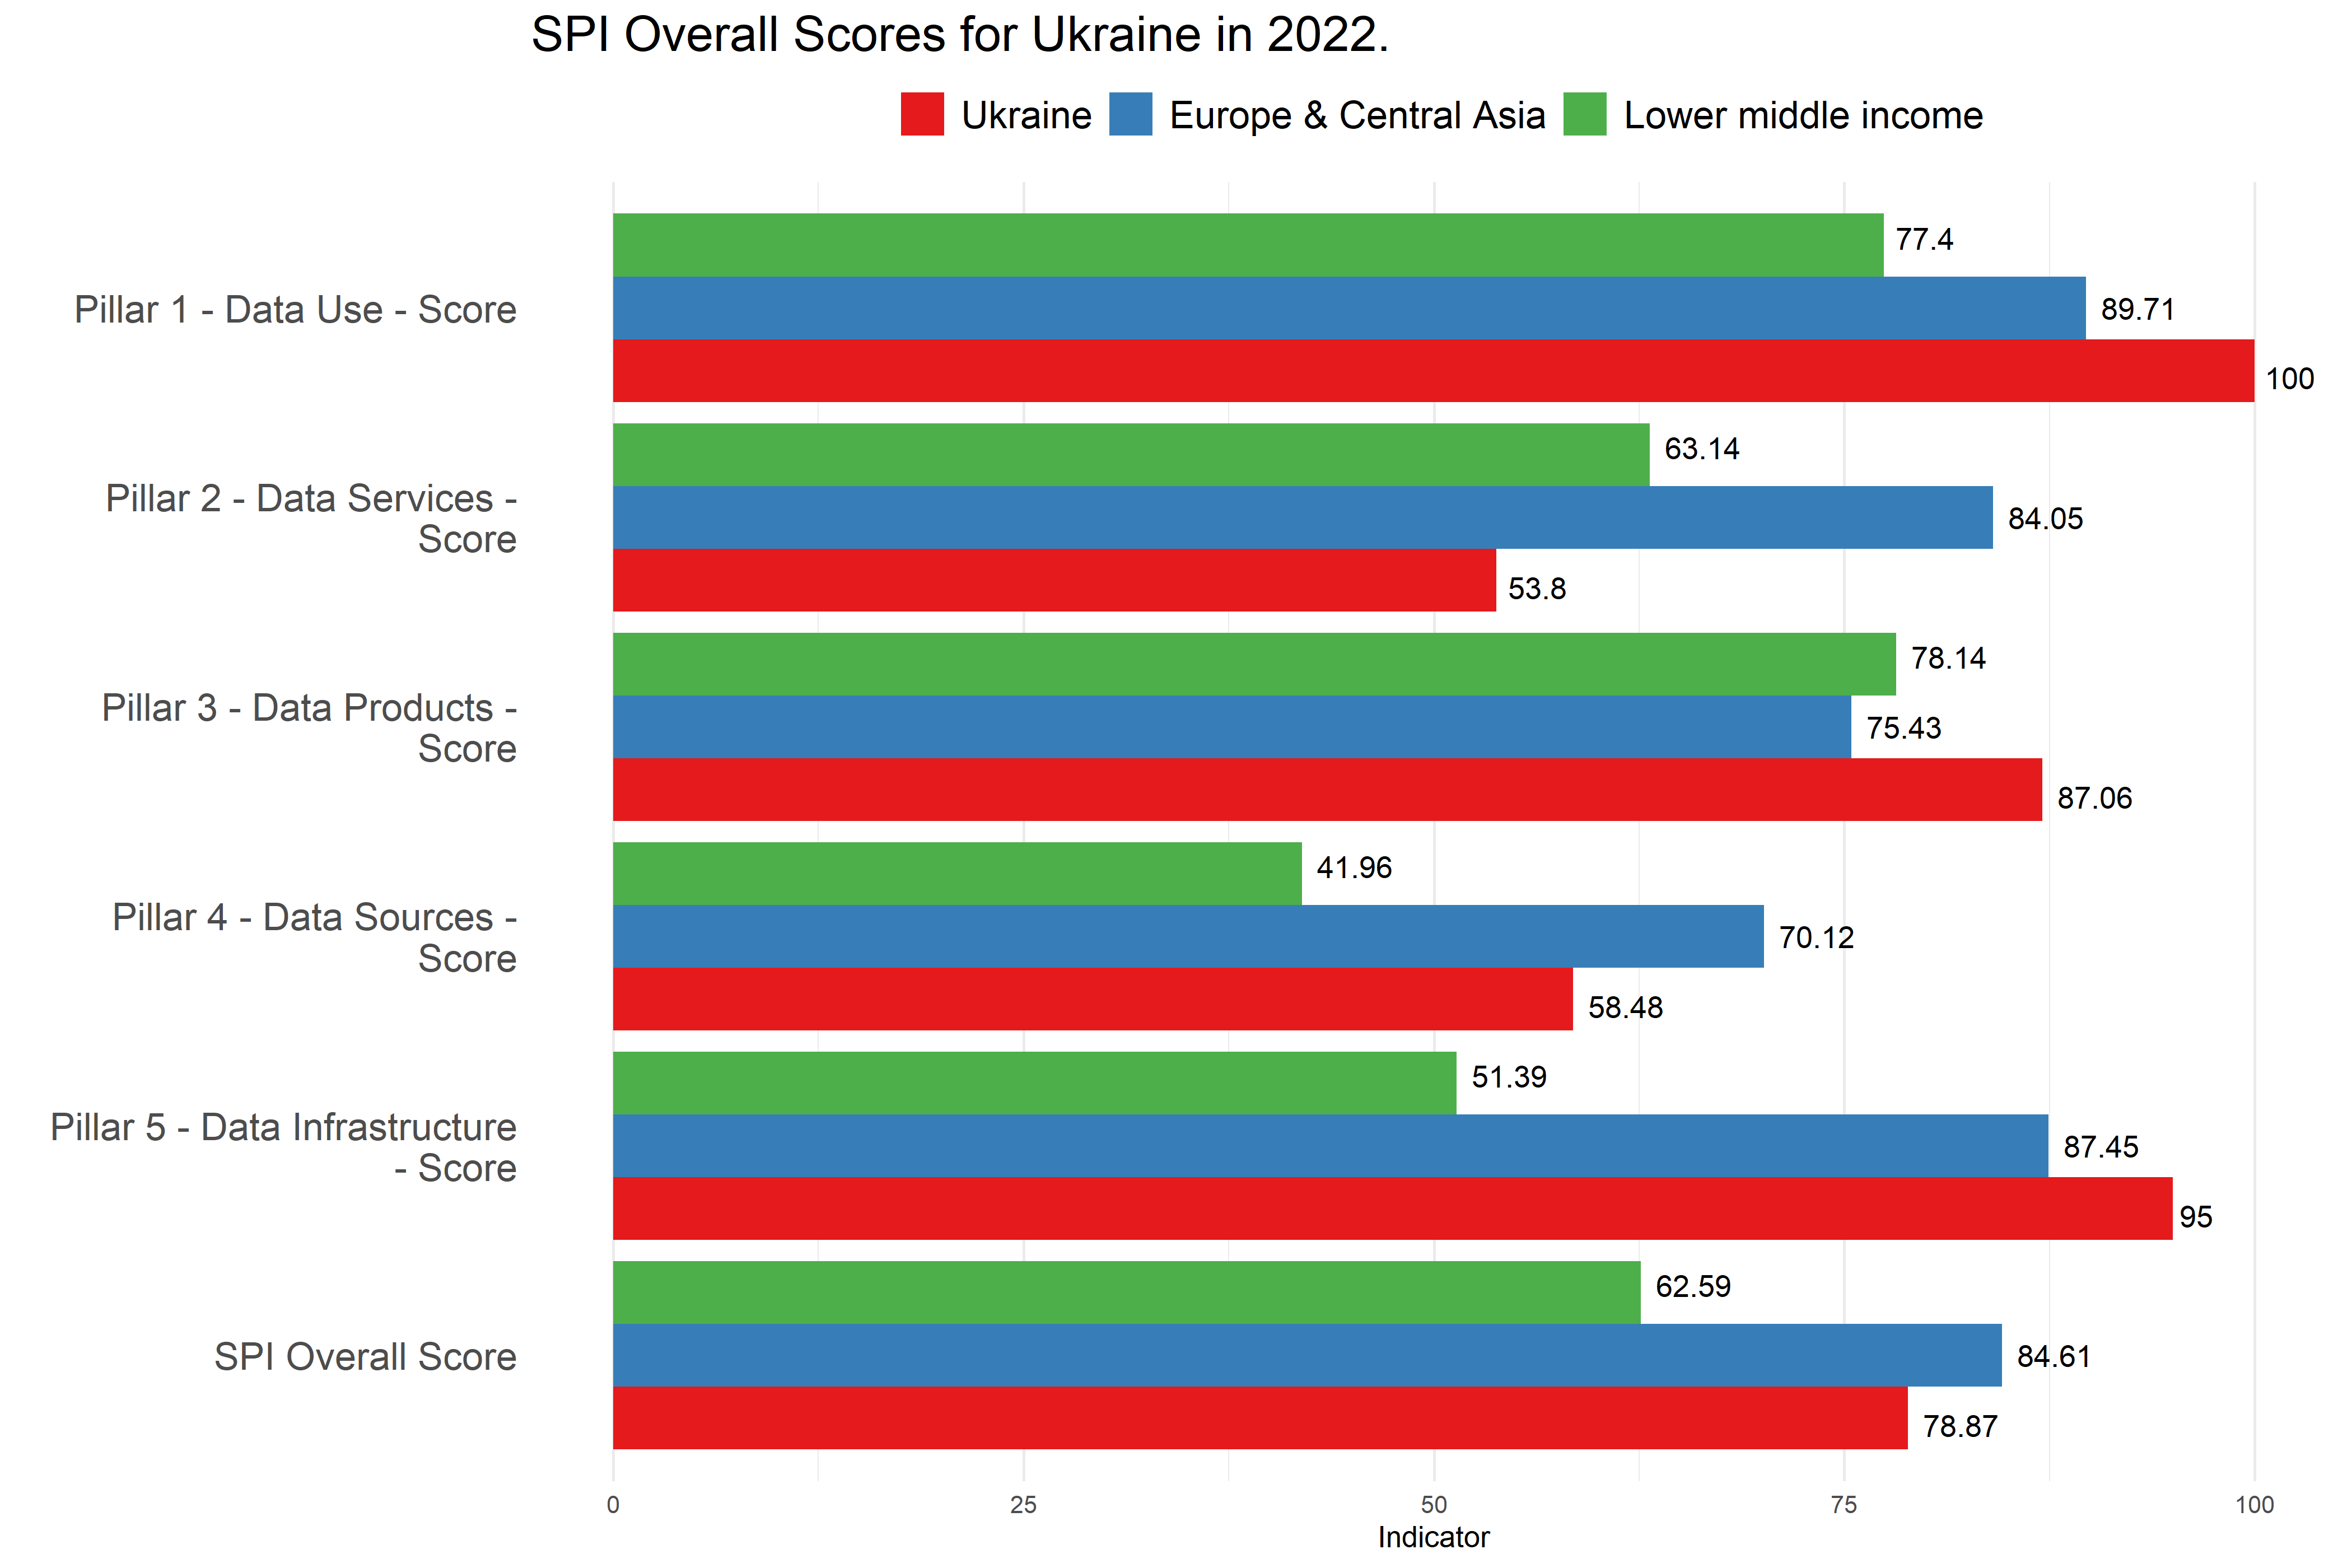 SPI Overall Scores for Ukraine in 2022.
Ukraine Europe & Central Asia Lower middle income
Pillar 1 - Data Use - Score
77.4
89.71
100
Pillar 2 - Data Services -
Score
63.14
84.05
53.8
Pillar 3 - Data Products -
Score
78.14
75.43
87.06
Pillar 4 - Data Sources -
Score
41.96
70.12
58.48
Pillar 5 - Data Infrastructure
- Score
51.39
87.45
95
SPI Overall Score
62.59
84.61
78.87
0 25 50 75 100
Indicator